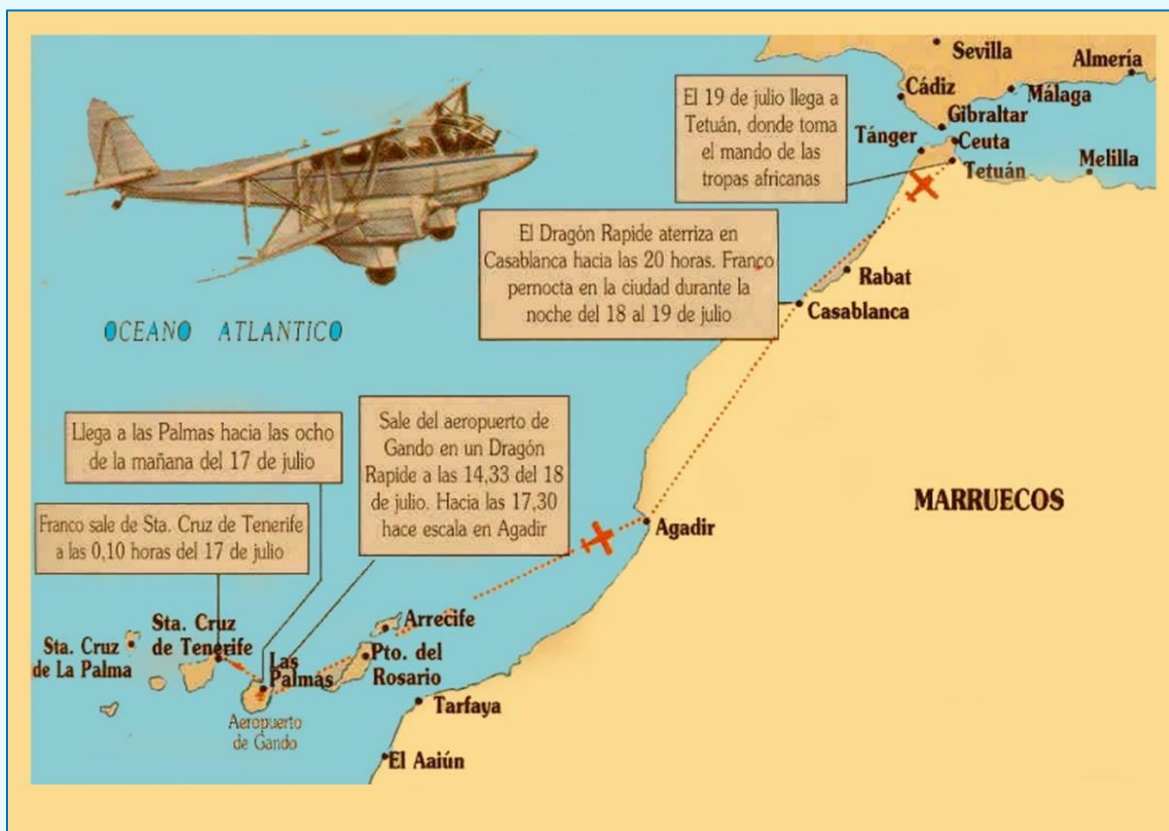 Sevilla
Almería
Cádiz
Málaga
Gibraltar
Tánger
Ceuta
Tetuán
Melilla
El 19 de julio llega a
Tetuán, donde toma
el mando de las
tropas africanas
El Dragón Rapide aterriza en
Casablanca hacia las 20 horas. Franco
pernocta en la ciudad durante la
noche del 18 al 19 de julio
Rabat
Casablanca
OCEANO ATLANTICO
Llega a las Palmas hacia las ocho
de la mañana del 17 de julio
Sale del aeropuerto de
Gando en un Dragón
Rapide a las 14,33 del 18
de julio. Hacia las 17,30
hace escala en Agadir
Franco sale de Sta. Cruz de Tenerife
a las 0,10 horas del 17 de julio
MARRUECOS
Agadir
Sta. Cruz
de La Palma
Sta. Cruz
de Tenerife
Las
Palmas
Aeropuerto
de Gando
Arrecife
Pto. del
Rosario
Tarfaya
El Aaiún